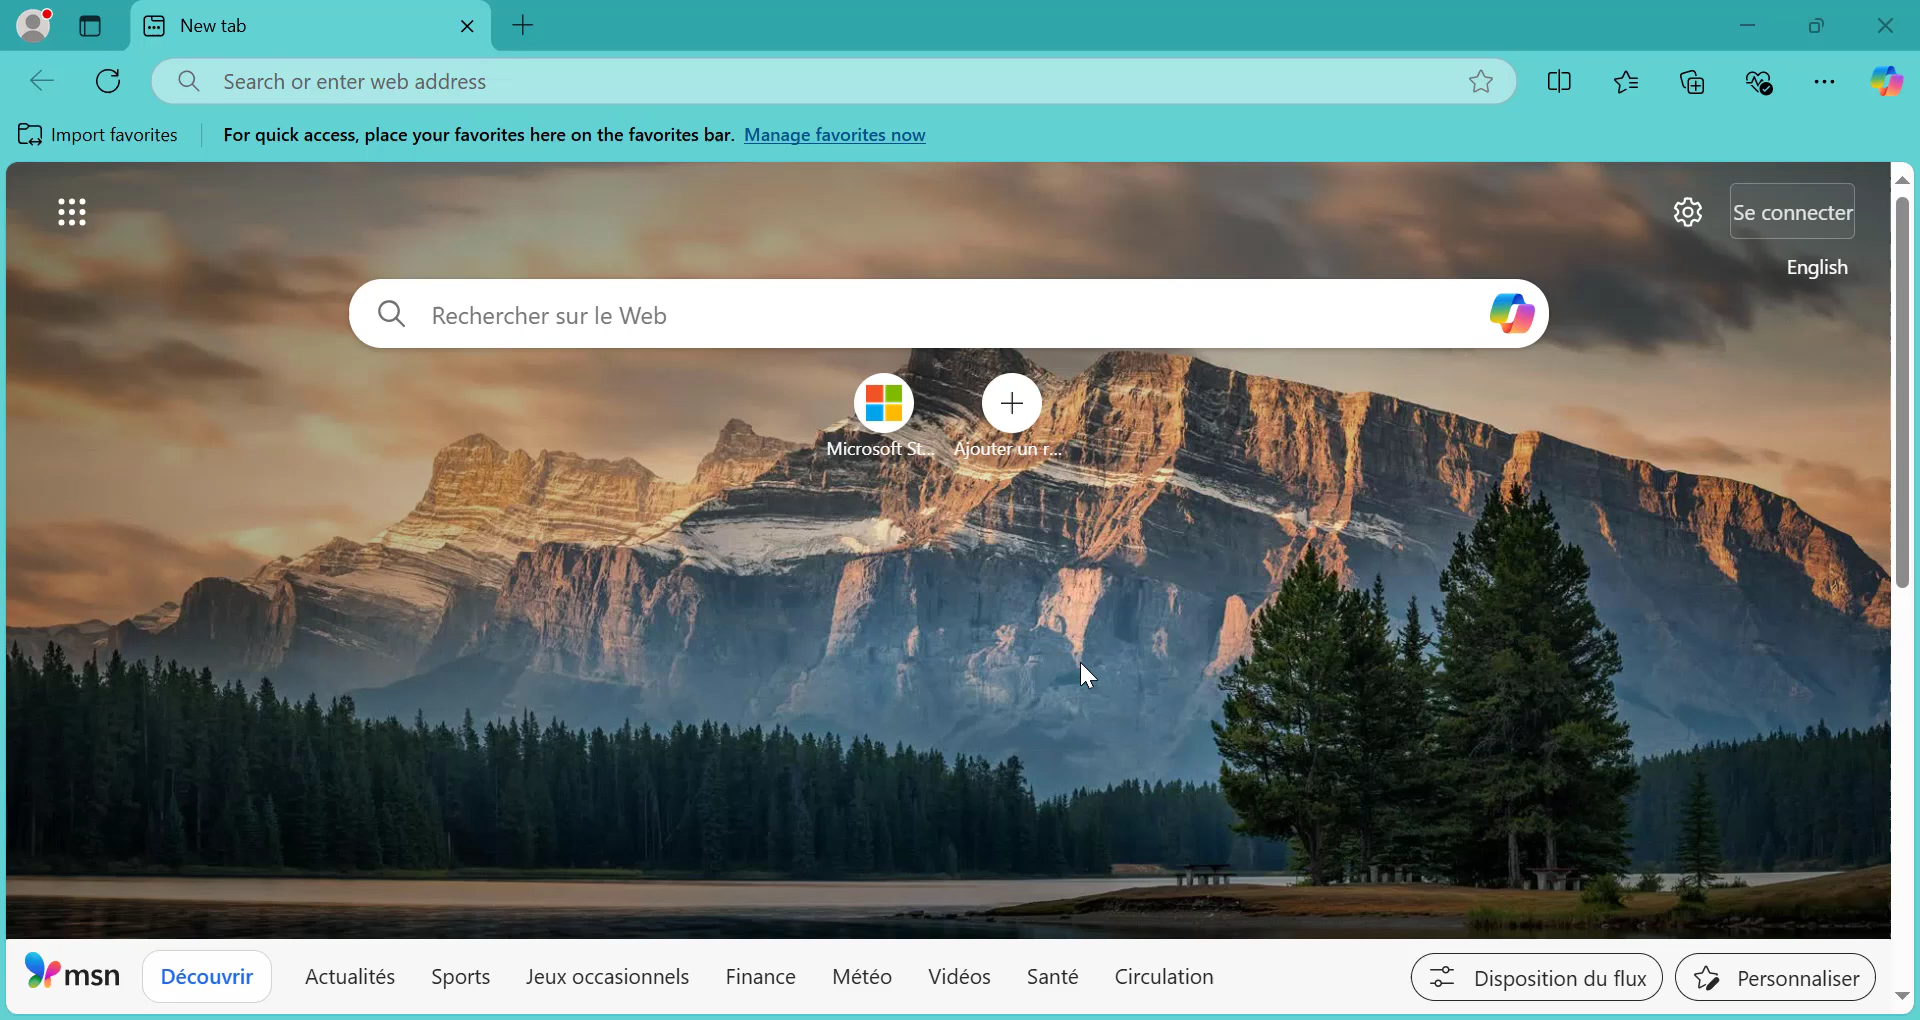 New tab
Search or enter web address
Import favorites
For quick access, place your favorites here on the favorites bar. Manage favorites now
Se connecter
English
Rechercher sur le Web
Microsoft St... Ajouter un r...
msn Découvrir Actualités Sports Jeux occasionnels Finance Météo Vidéos Santé Circulation Disposition du flux Personnaliser